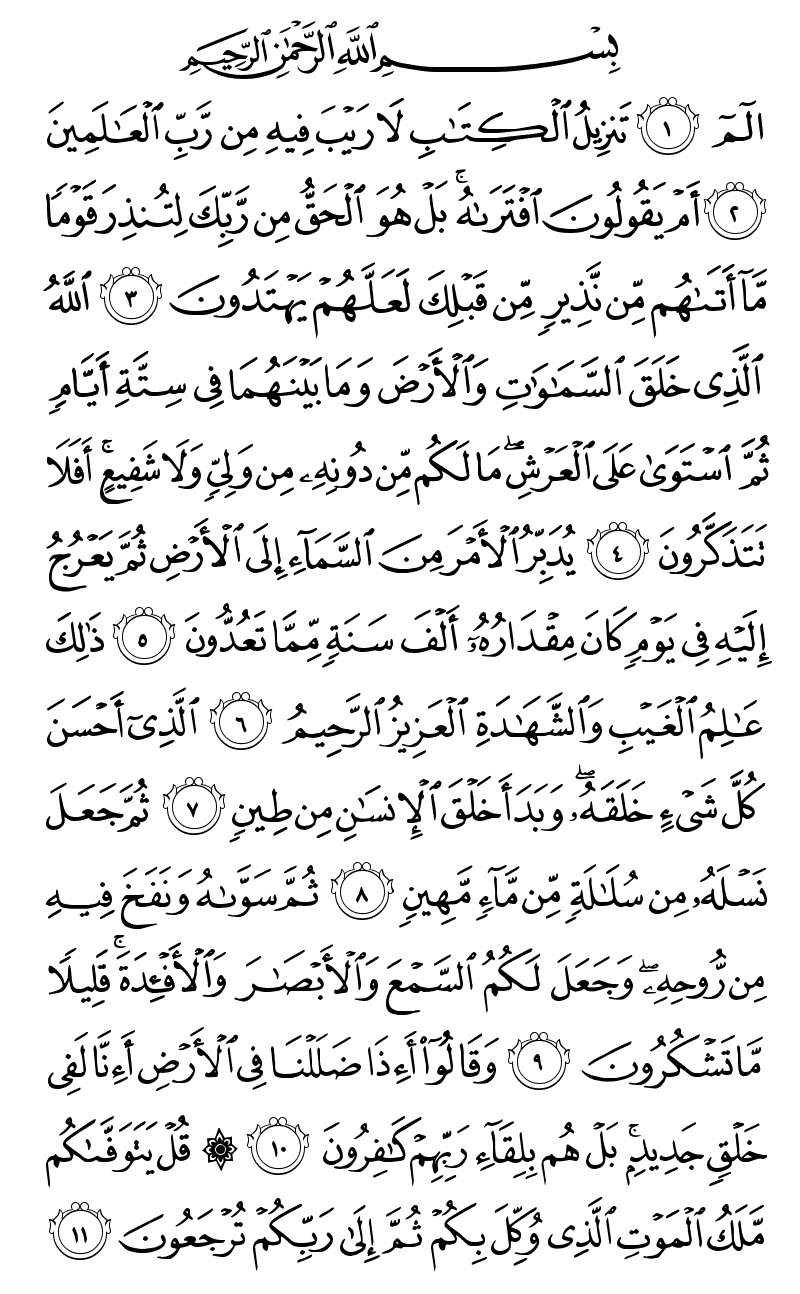 بِسْمِ ٱللَّهِ ٱلرَّحْمَٰنِ ٱلرَّحِيمِ
الٓمٓ ١ تَنزِيلُ ٱلْكِتَٰبِ لَا رَيْبَ فِيهِ مِن رَّبِّ ٱلْعَٰلَمِينَ
٢ أَمْ يَقُولُونَ ٱفْتَرَىٰهُ ۚ بَلْ هُوَ ٱلْحَقُّ مِن رَّبِّكَ لِتُنذِرَ قَوْمًا
مَّآ أَتَىٰهُم مِّن نَّذِيرٍ مِّن قَبْلِكَ لَعَلَّهُمْ يَهْتَدُونَ ٣ ٱللَّهُ
ٱلَّذِى خَلَقَ ٱلسَّمَٰوَٰتِ وَٱلْأَرْضَ وَمَا بَيْنَهُمَا فِى سِتَّةِ أَيَّامٍ
ثُمَّ ٱسْتَوَىٰ عَلَى ٱلْعَرْشِ ۖ مَا لَكُم مِّن دُونِهِۦ مِن وَلِىٍّ وَلَا شَفِيعٍ ۚ أَفَلَا
تَتَذَكَّرُونَ ٤ يُدَبِّرُ ٱلْأَمْرَ مِنَ ٱلسَّمَآءِ إِلَى ٱلْأَرْضِ ثُمَّ يَعْرُجُ
إِلَيْهِ فِى يَوْمٍ كَانَ مِقْدَارُهُۥٓ أَلْفَ سَنَةٍ مِّمَّا تَعُدُّونَ ٥ ذَٰلِكَ
عَٰلِمُ ٱلْغَيْبِ وَٱلشَّهَٰدَةِ ٱلْعَزِيزُ ٱلرَّحِيمُ ٦ ٱلَّذِىٓ أَحْسَنَ
كُلَّ شَىْءٍ خَلَقَهُۥ ۖ وَبَدَأَ خَلْقَ ٱلْإِنسَٰنِ مِن طِينٍ ٧ ثُمَّ جَعَلَ
نَسْلَهُۥ مِن سُلَٰلَةٍ مِّن مَّآءٍ مَّهِينٍ ٨ ثُمَّ سَوَّىٰهُ وَنَفَخَ فِيهِ
مِن رُّوحِهِۦ ۖ وَجَعَلَ لَكُمُ ٱلسَّمْعَ وَٱلْأَبْصَٰرَ وَٱلْأَفْـِٔدَةَ ۚ قَلِيلًا
مَّا تَشْكُرُونَ ٩ وَقَالُوٓا۟ أَءِذَا ضَلَلْنَا فِى ٱلْأَرْضِ أَءِنَّا لَفِى
خَلْقٍ جَدِيدٍۭ ۚ بَلْ هُم بِلِقَآءِ رَبِّهِمْ كَٰفِرُونَ ١٠ ۞ قُلْ يَتَوَفَّىٰكُم
مَّلَكُ ٱلْمَوْتِ ٱلَّذِى وُكِّلَ بِكُمْ ثُمَّ إِلَىٰ رَبِّكُمْ تُرْجَعُونَ ١١